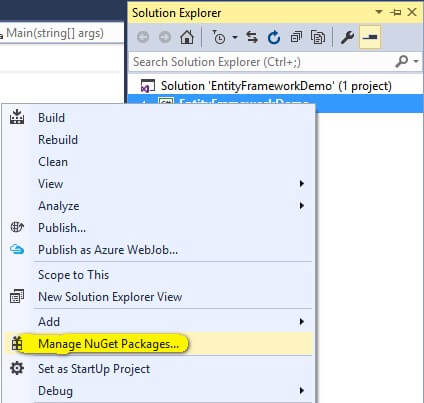 Solution Explorer
Main(string[] args)
Search Solution Explorer (Ctrl+;)
Solution 'EntityFrameworkDemo' (1 project)
EntityFrameworkDemo
Build
Rebuild
Clean
View
Analyze
Publish...
Publish as Azure WebJob...
Scope to This
New Solution Explorer View
Add
Manage NuGet Packages...
Set as StartUp Project
Debug